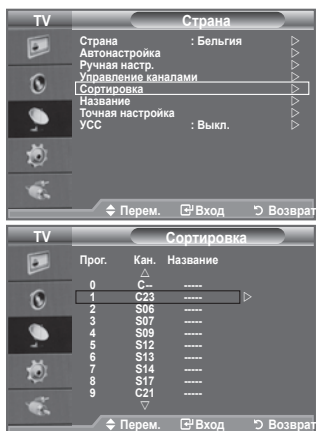 TV Страна
Страна : Бельгия
Автонастройка
Ручная настр.
Управление каналами
Сортировка
Название
Точная настройка
УСС : Выкл.
Перем. Вход Возврат
TV Сортировка
Прог. Кан. Название
0 C-- -----
1 C23 -----
2 S06 -----
3 S07 -----
4 S09 -----
5 S12 -----
6 S13 -----
7 S14 -----
8 S17 -----
9 C21 -----
Перем. Вход Возврат